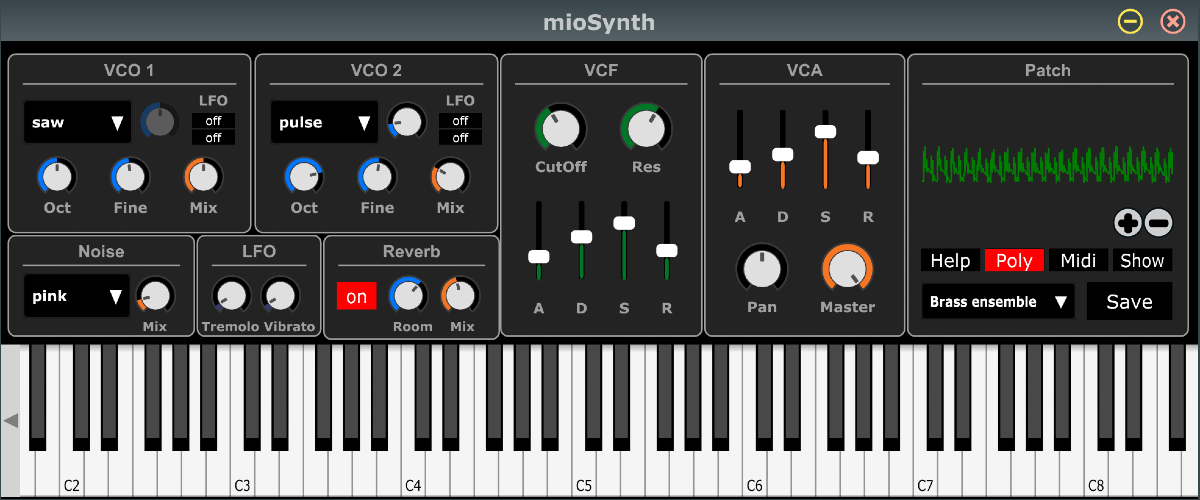 mioSynth
VCO 1
saw
LFO
off
off
Oct Fine Mix
VCO 2
pulse
LFO
off
off
Oct Fine Mix
Noise
pink
Mix
LFO
Tremolo Vibrato
Reverb
on
Room Mix
VCF
CutOff Res
A D S R
VCA
A D S R
Pan Master
Patch
Help Poly Midi Show
Brass ensemble Save
C2 C3 C4 C5 C6 C7 C8